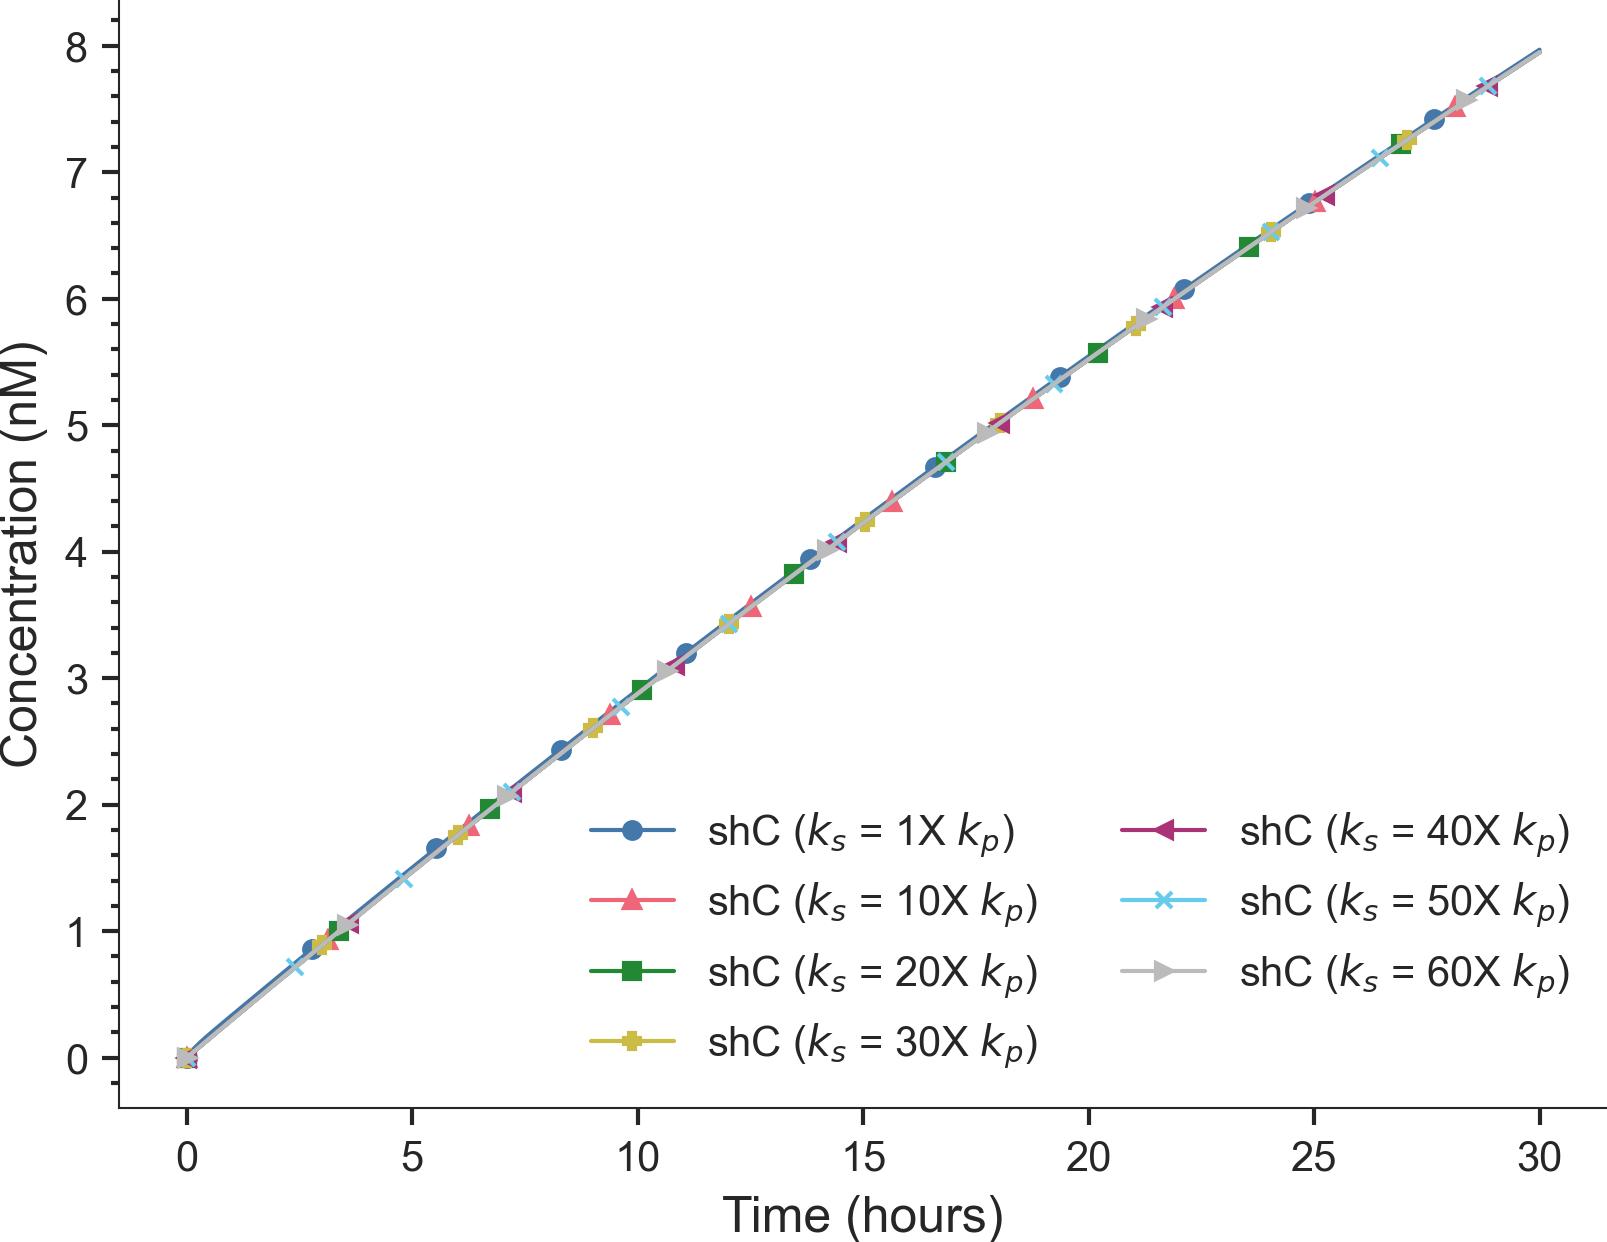 8
7
6
5
4
3
2
1
0
Concentration (nM)
shC (kₛ = 1X kₚ)
shC (kₛ = 10X kₚ)
shC (kₛ = 20X kₚ)
shC (kₛ = 30X kₚ)
shC (kₛ = 40X kₚ)
shC (kₛ = 50X kₚ)
shC (kₛ = 60X kₚ)
0 5 10 15 20 25 30
Time (hours)